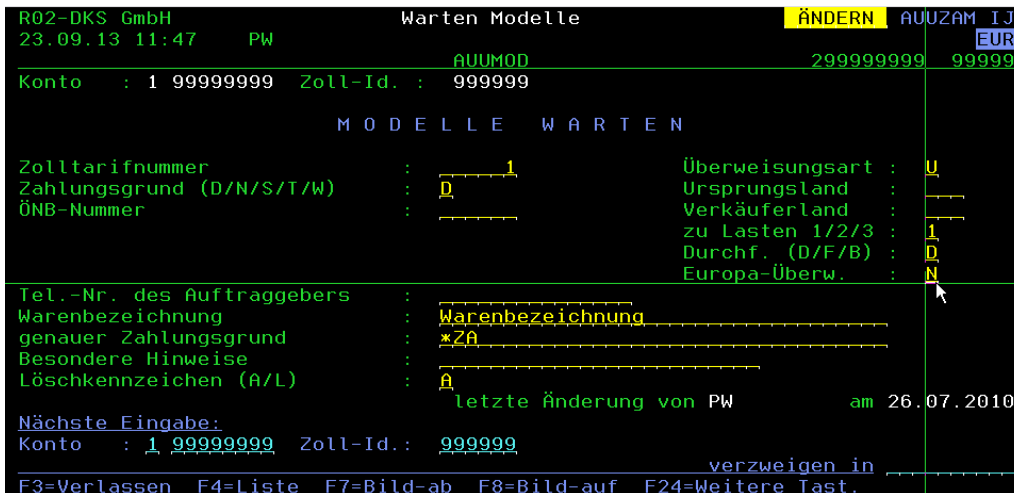 R02-DKS GmbH Warten Modelle ÄNDERN AUUZAM IJ
23.09.13 11:47 PW EUR
AUUMOD 299999999 99999
Konto : 1 99999999 Zoll-Id. : 999999
M O D E L L E W A R T E N
Zolltarifnummer : 1 Überweisungsart : U
Zahlungsgrund (D/N/S/T/W) : D Ursprungsland :
ÖNB-Nummer : Verkäuferland :
zu Lasten 1/2/3 : 1
Durchf. (D/F/B) : D
Europa-Überw. : N
Tel.-Nr. des Auftraggebers :
Warenbezeichnung : Warenbezeichnung
genauer Zahlungsgrund : *ZA
Besondere Hinweise :
Löschkennzeichen (A/L) : A
letzte Änderung von PW am 26.07.2010
Nächste Eingabe:
Konto : 1 99999999 Zoll-Id.: 999999
verzweigen in
F3=Verlassen F4=Liste F7=Bild-ab F8=Bild-auf F24=Weitere Tast.